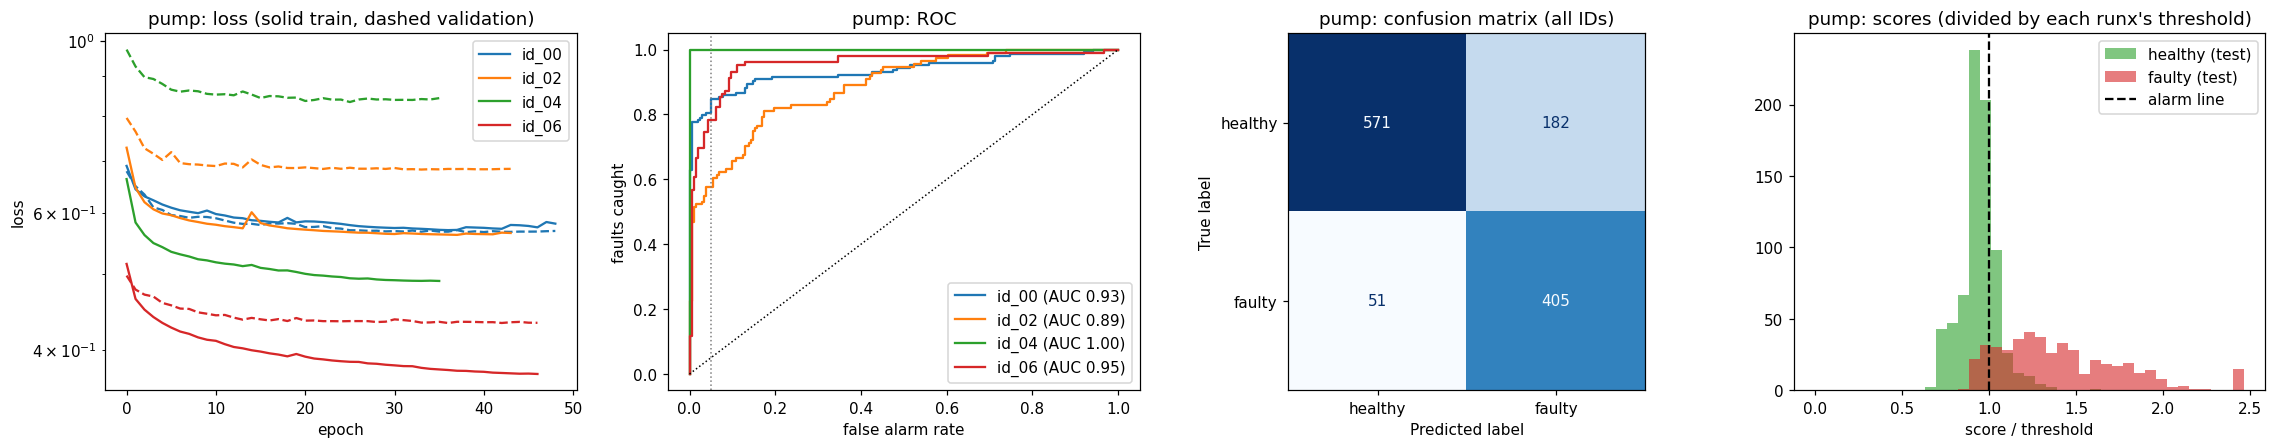 pump: loss (solid train, dashed validation)
10⁰
6 × 10⁻¹
4 × 10⁻¹
loss
0 10 20 30 40 50
epoch
id_00
id_02
id_04
id_06
pump: ROC
1.0
0.8
0.6
0.4
0.2
0.0
faults caught
0.0 0.2 0.4 0.6 0.8 1.0
false alarm rate
id_00 (AUC 0.93)
id_02 (AUC 0.89)
id_04 (AUC 1.00)
id_06 (AUC 0.95)
pump: confusion matrix (all IDs)
True label
healthy 571 182
faulty 51 405
healthy faulty
Predicted label
pump: scores (divided by each runx's threshold)
healthy (test)
faulty (test)
alarm line
200
150
100
50
0
0.0 0.5 1.0 1.5 2.0 2.5
score / threshold